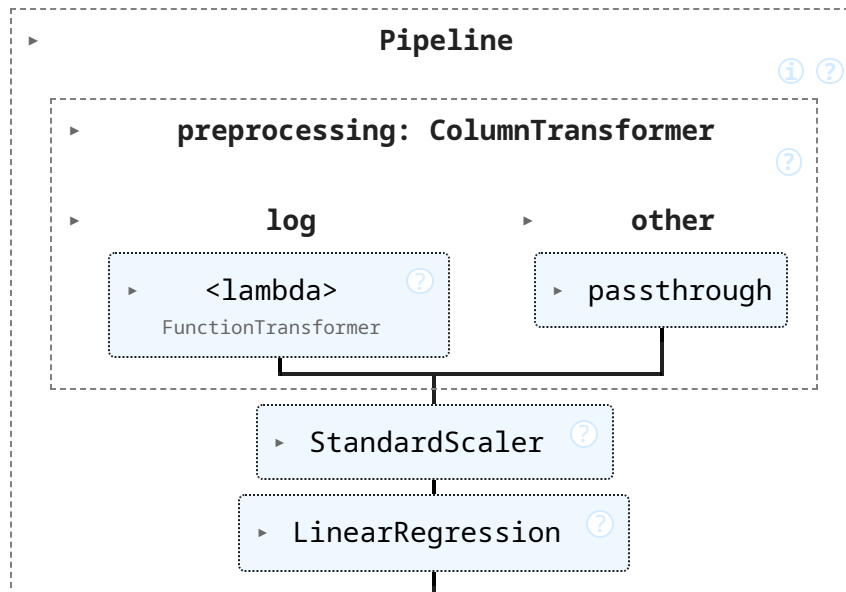 Pipeline
i ?
preprocessing: ColumnTransformer
?
log other
<lambda> ? passthrough
FunctionTransformer
StandardScaler ?
LinearRegression ?